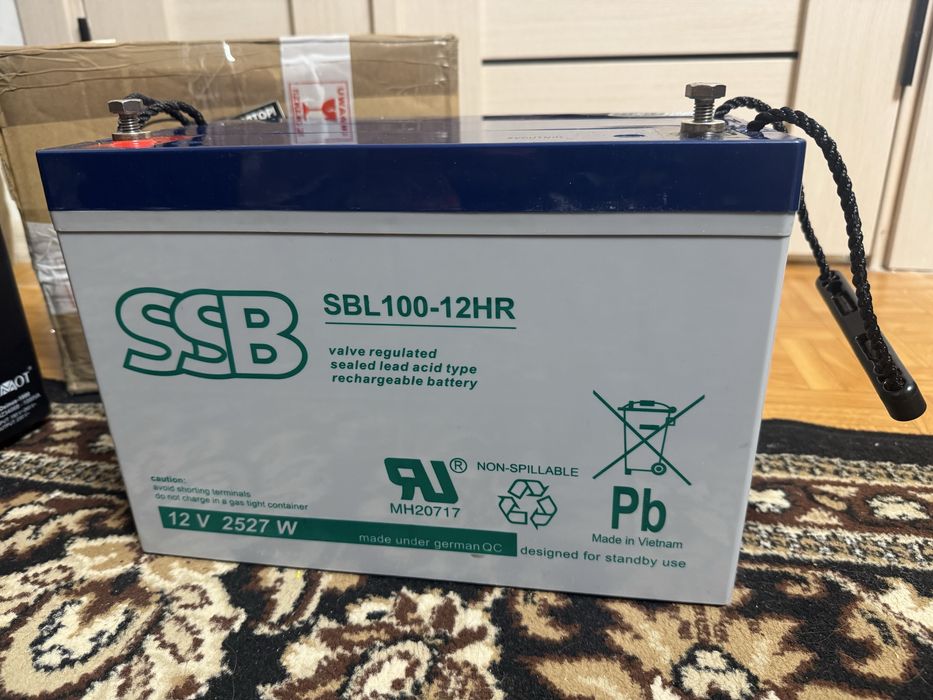 UWAGA
SSB
SBL100-12HR
valve regulated
sealed lead acid type
rechargeable battery
caution:
avoid shorting terminals
do not charge in a gas tight container
12 V 2527 W
made under german QC
designed for standby use
RU®
MH20717
NON-SPILLABLE
Pb
Made in Vietnam